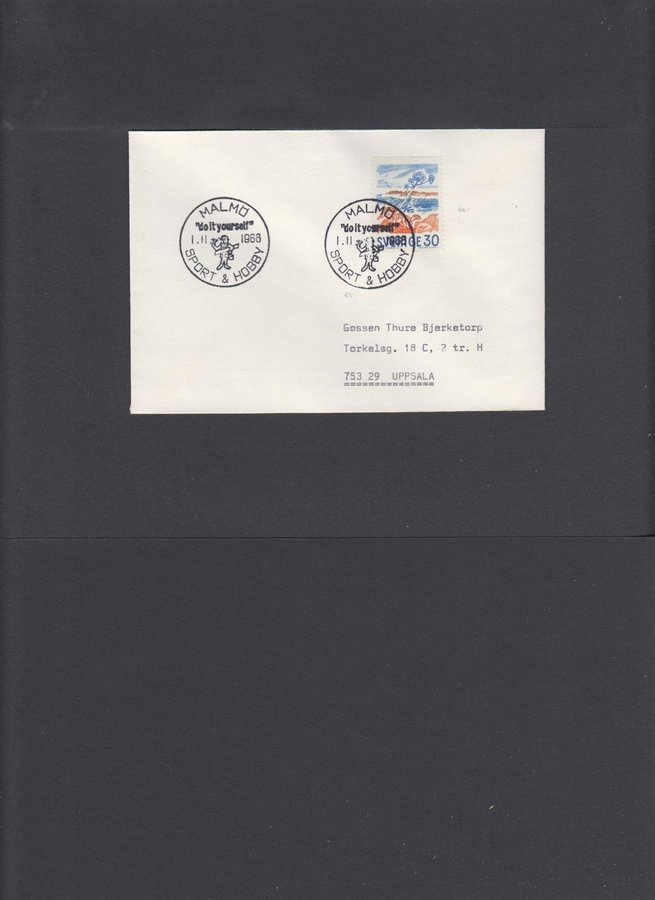 MALMÖ
"do it yourself"
1.11 1968
SPORT & HOBBY
MALMÖ
"do it yourself"
1.11 1968
SPORT & HOBBY
SVERIGE 30
Gossen Thure Bjerketorp
Torkelsg. 18 C, 2 tr. H
753 29 UPPSALA